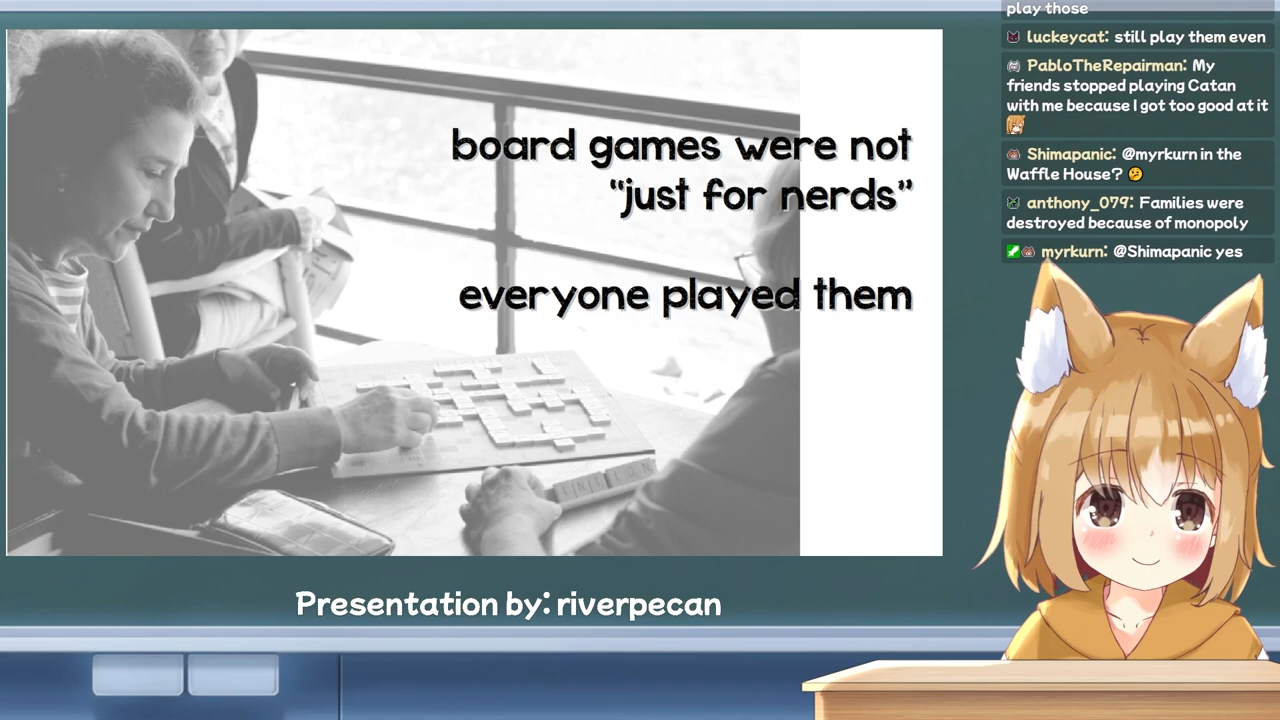 board games were not
"just for nerds"
everyone played them
Presentation by: riverpecan
play those
luckeycat: still play them even
PabloTheRepairman: My
friends stopped playing Catan
with me because I got too good at it
Shimapanic: @myrkurn in the
Waffle House? 🤔
anthony_079: Families were
destroyed because of monopoly
myrkurn: @Shimapanic yes